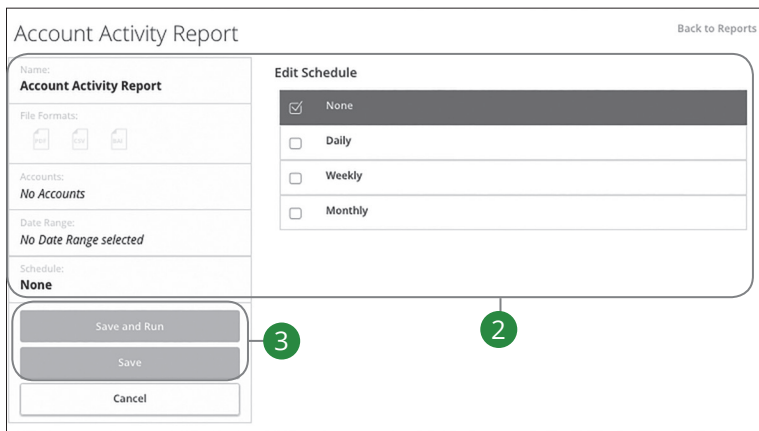 Account Activity Report
Back to Reports
Name:
Account Activity Report
File Formats:
PDF CSV BAI
Accounts:
No Accounts
Date Range:
No Date Range selected
Schedule:
None
Save and Run
Save
Cancel
Edit Schedule
None
Daily
Weekly
Monthly
2
3